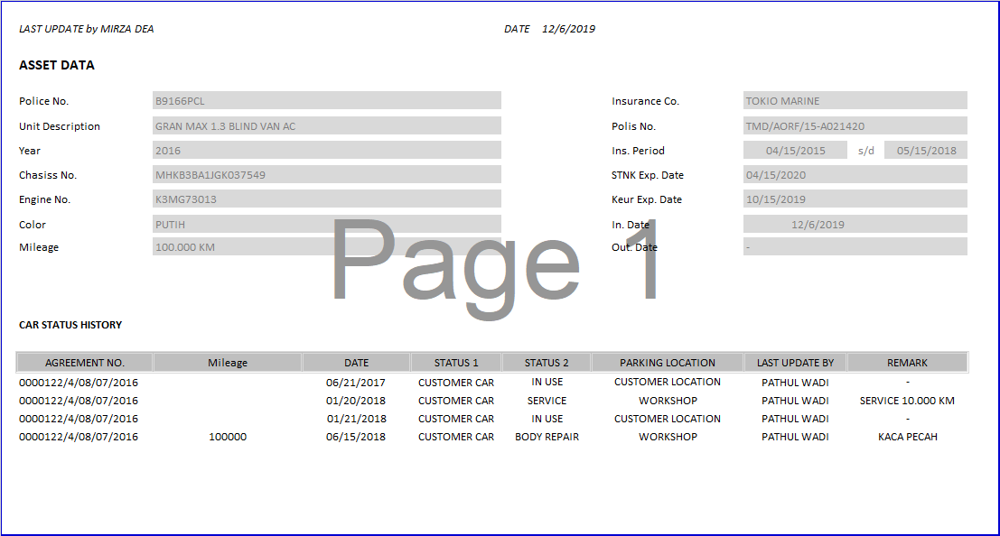 LAST UPDATE by MIRZA DEA DATE 12/6/2019
ASSET DATA
Police No. B9166PCL Insurance Co. TOKIO MARINE
Unit Description GRAN MAX 1.3 BLIND VAN AC Polis No. TMD/AORF/15-A021420
Year 2016 Ins. Period 04/15/2015 s/d 05/15/2018
Chasiss No. MHKB3BA1JGK037549 STNK Exp. Date 04/15/2020
Engine No. K3MG73013 Keur Exp. Date 10/15/2019
Color PUTIH In. Date 12/6/2019
Mileage 100.000 KM Out. Date -
Page 1
CAR STATUS HISTORY
AGREEMENT NO. Mileage DATE STATUS 1 STATUS 2 PARKING LOCATION LAST UPDATE BY REMARK
0000122/4/08/07/2016 06/21/2017 CUSTOMER CAR IN USE CUSTOMER LOCATION PATHUL WADI -
0000122/4/08/07/2016 01/20/2018 CUSTOMER CAR SERVICE WORKSHOP PATHUL WADI SERVICE 10.000 KM
0000122/4/08/07/2016 01/21/2018 CUSTOMER CAR IN USE CUSTOMER LOCATION PATHUL WADI -
0000122/4/08/07/2016 100000 06/15/2018 CUSTOMER CAR BODY REPAIR WORKSHOP PATHUL WADI KACA PECAH